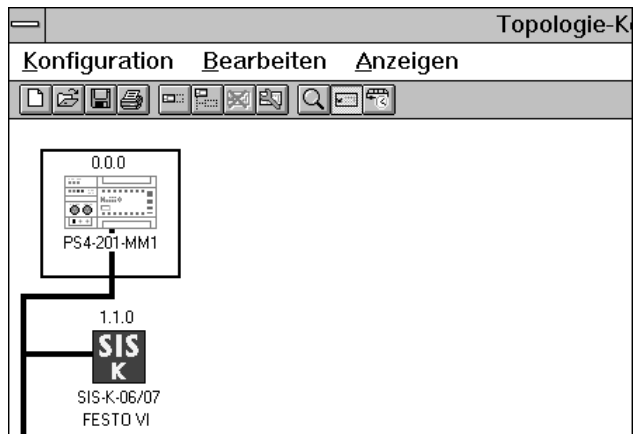 Topologie-K
Konfiguration Bearbeiten Anzeigen
0.0.0
PS4-201-MM1
1.1.0
SIS
K
SIS-K-06/07
FESTO VI